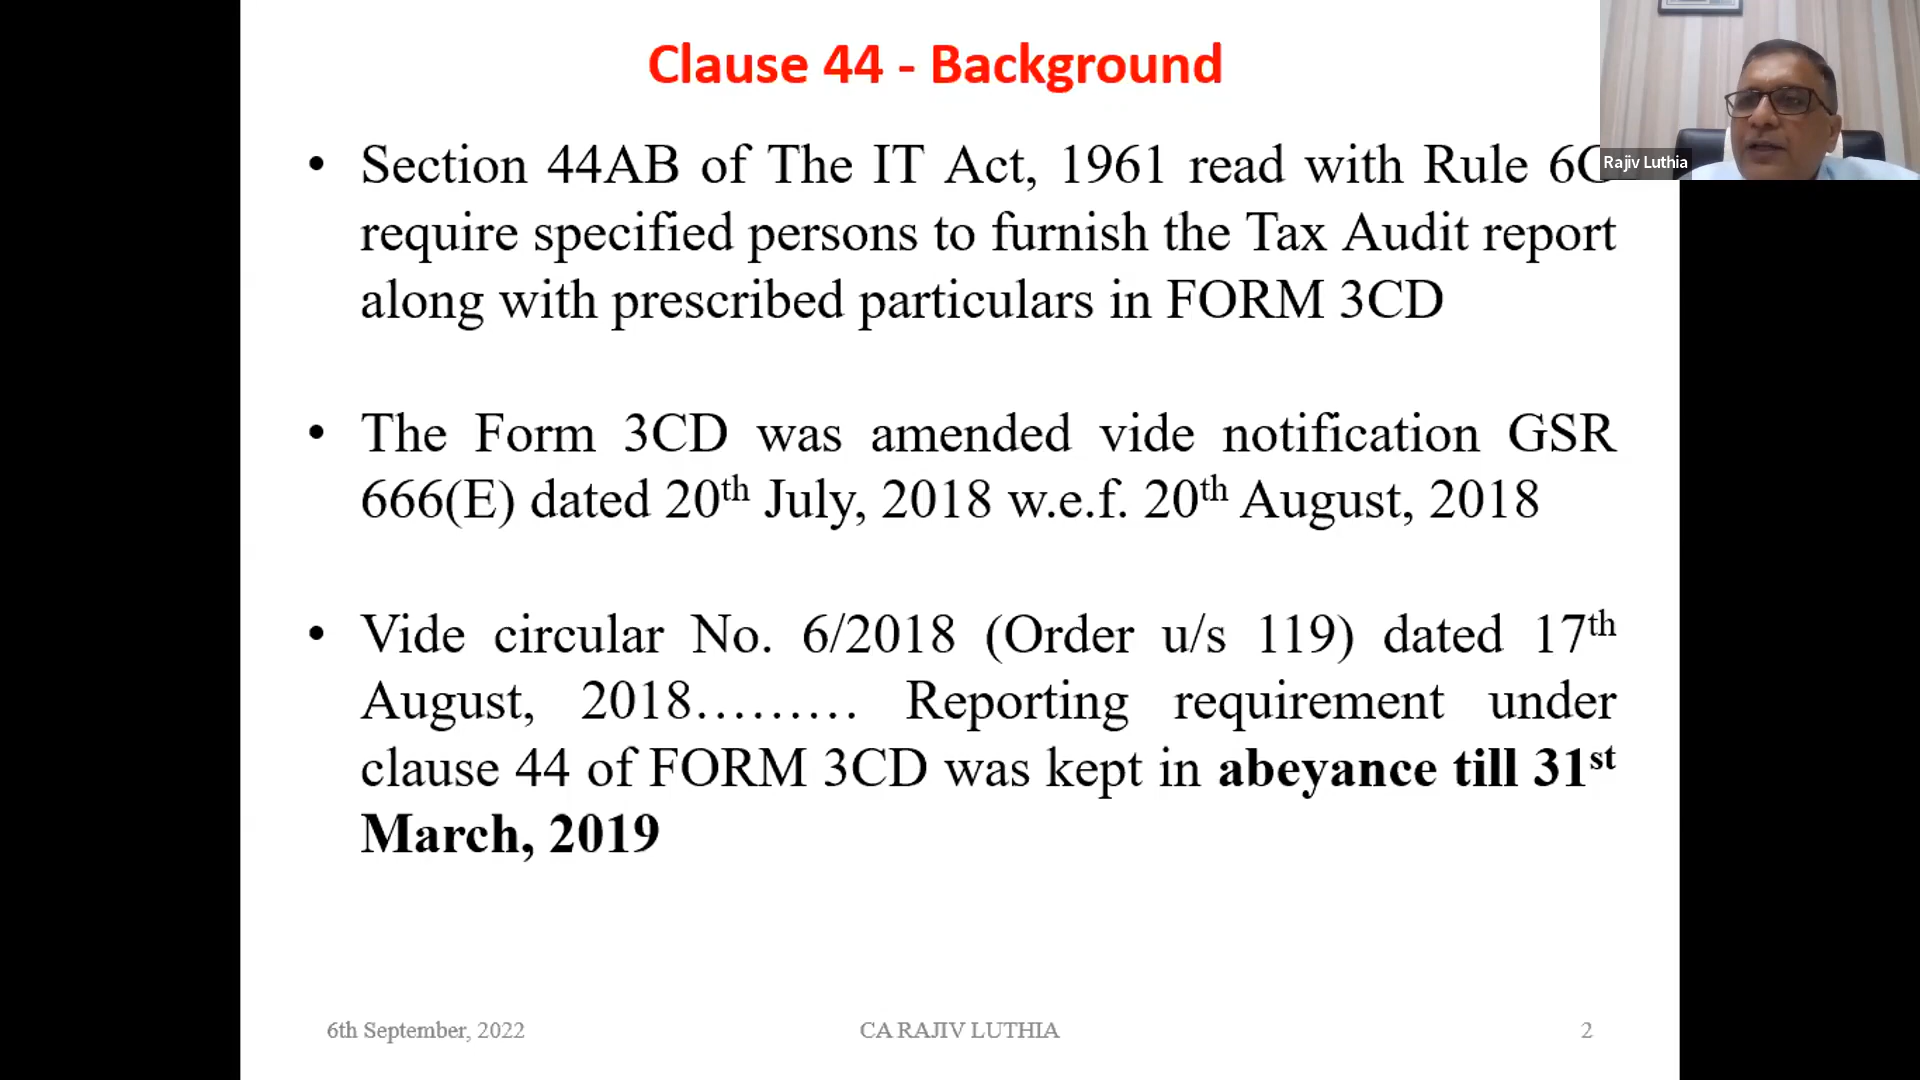 Clause 44 - Background
Rajiv Luthia
• Section 44AB of The IT Act, 1961 read with Rule
require specified persons to furnish the Tax Audit report
along with prescribed particulars in FORM 3CD
• The Form 3CD was amended vide notification GSR
666(E) dated 20th July, 2018 w.e.f. 20th August, 2018
• Vide circular No. 6/2018 (Order u/s 119) dated 17th
August, 2018……… Reporting requirement under
clause 44 of FORM 3CD was kept in abeyance till 31st
March, 2019
6th September, 2022
CA RAJIV LUTHIA
2